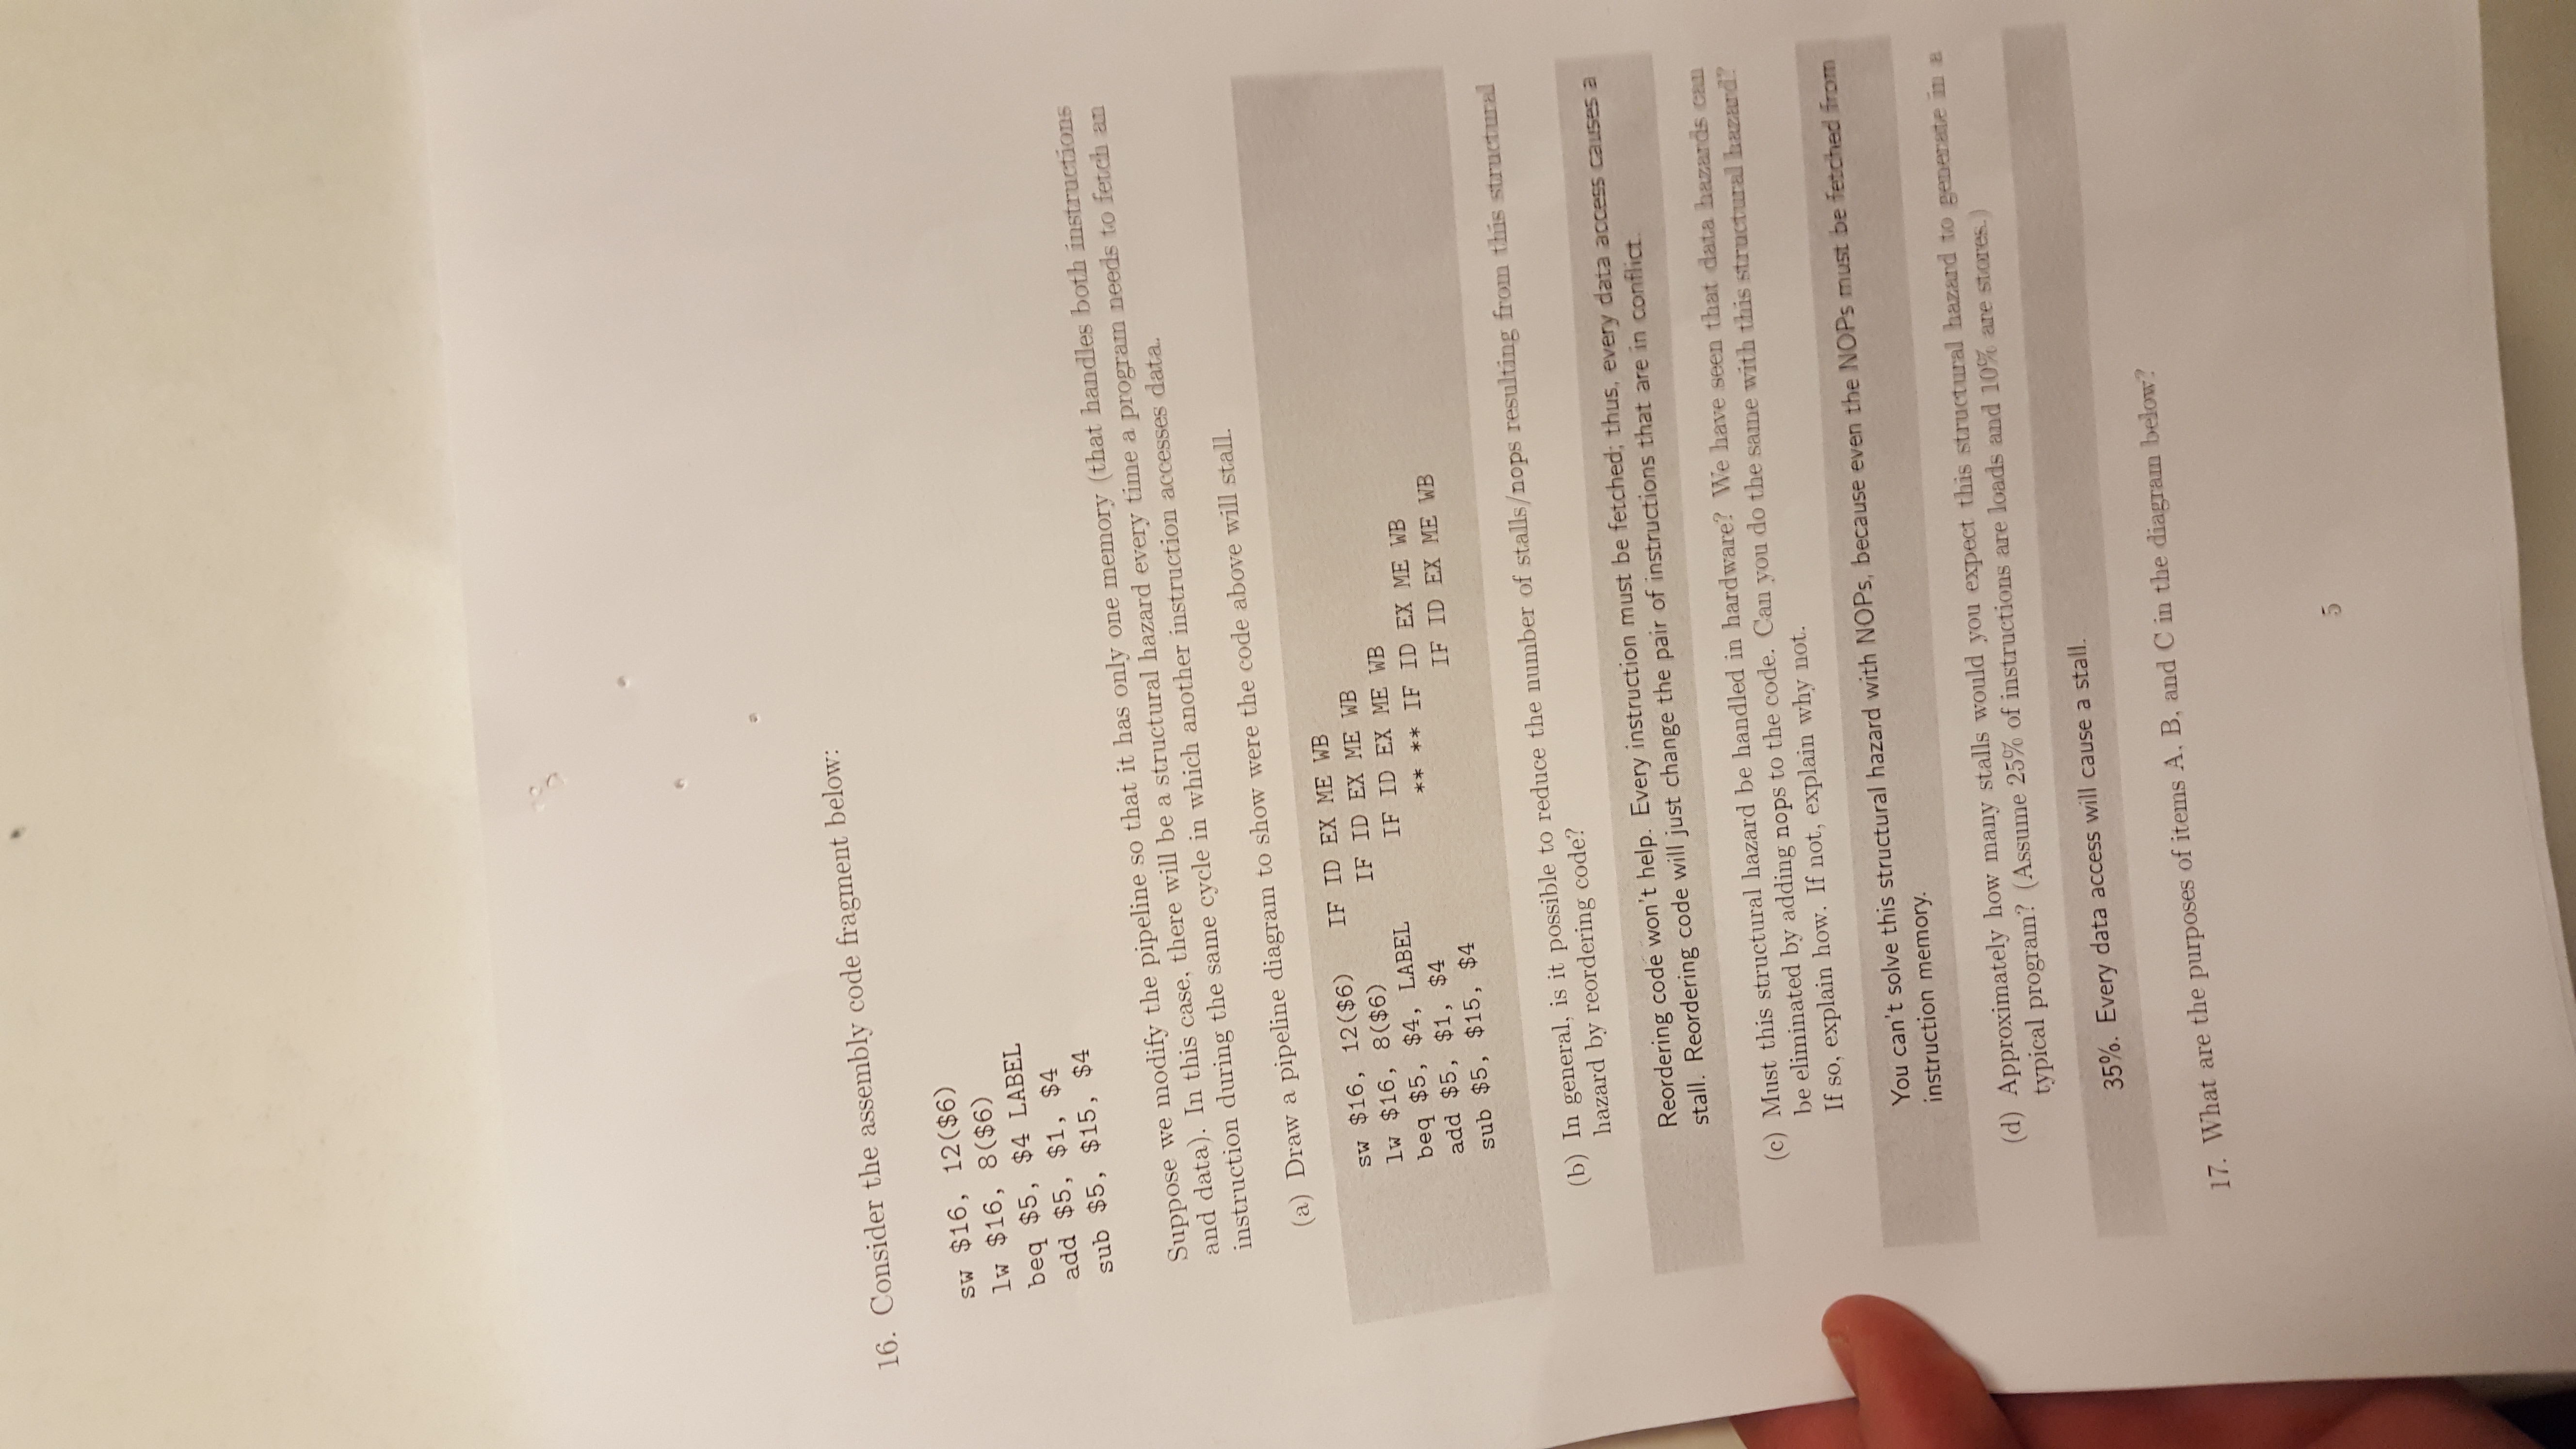 16. Consider the assembly code fragment below:
sw $16, 12($6)
lw $16, 8($6)
beq $5, $4 LABEL
add $5, $1, $4
sub $5, $15, $4
Suppose we modify the pipeline so that it has only one memory (that handles both instructions
and data). In this case, there will be a structural hazard every time a program needs to fetch an
instruction during the same cycle in which another instruction accesses data.
(a) Draw a pipeline diagram to show were the code above will stall.
sw $16, 12($6) IF ID EX ME WB
lw $16, 8($6) IF ID EX ME WB
beq $5, $4, LABEL IF ID EX ME WB
add $5, $1, $4 ** ** IF ID EX ME WB
sub $5, $15, $4 IF ID EX ME WB
(b) In general, is it possible to reduce the number of stalls/nops resulting from this structural
hazard by reordering code?
Reordering code won't help. Every instruction must be fetched; thus, every data access causes a
stall. Reordering code will just change the pair of instructions that are in conflict.
(c) Must this structural hazard be handled in hardware? We have seen that data hazards can
be eliminated by adding nops to the code. Can you do the same with this structural hazard?
If so, explain how. If not, explain why not.
You can't solve this structural hazard with NOPs, because even the NOPs must be fetched from
instruction memory.
(d) Approximately how many stalls would you expect this structural hazard to generate in a
typical program? (Assume 25% of instructions are loads and 10% are stores.)
35%. Every data access will cause a stall.
17. What are the purposes of items A, B, and C in the diagram below?
5